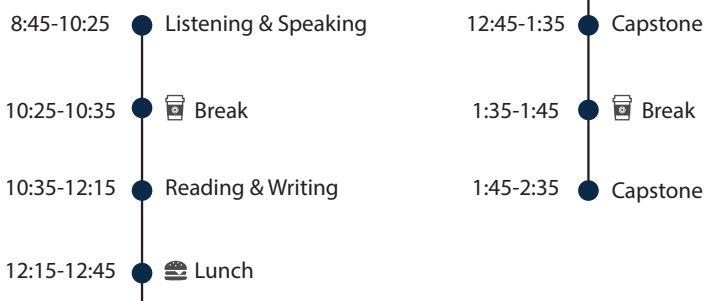 8:45-10:25 Listening & Speaking
10:25-10:35 Break
10:35-12:15 Reading & Writing
12:15-12:45 Lunch
12:45-1:35 Capstone
1:35-1:45 Break
1:45-2:35 Capstone